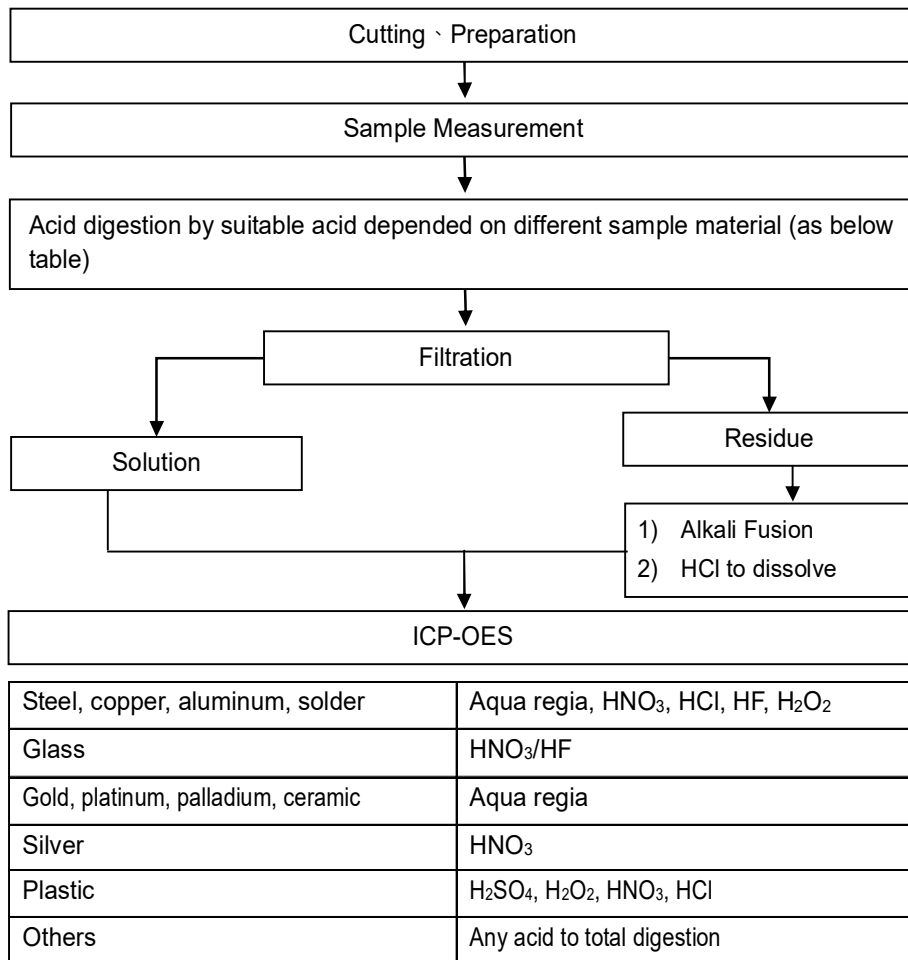 Cutting、Preparation
Sample Measurement
Acid digestion by suitable acid depended on different sample material (as below
table)
Filtration
Solution
Residue
1) Alkali Fusion
2) HCl to dissolve
ICP-OES
Steel, copper, aluminum, solder Aqua regia, HNO₃, HCl, HF, H₂O₂
Glass HNO₃/HF
Gold, platinum, palladium, ceramic Aqua regia
Silver HNO₃
Plastic H₂SO₄, H₂O₂, HNO₃, HCl
Others Any acid to total digestion